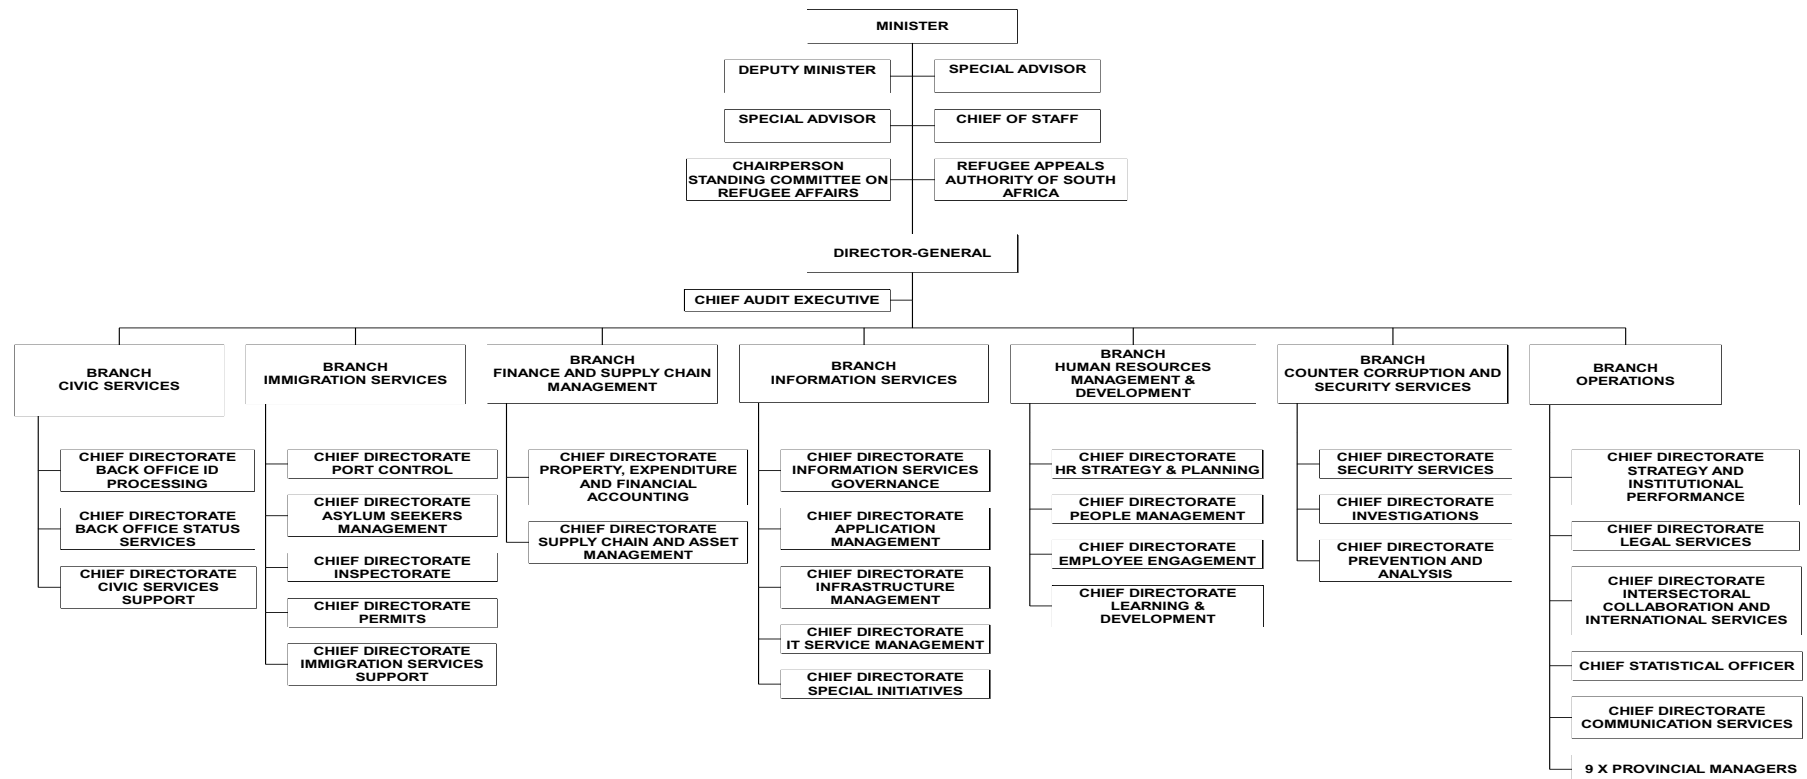 MINISTER
DEPUTY MINISTER
SPECIAL ADVISOR
SPECIAL ADVISOR
CHIEF OF STAFF
CHAIRPERSON
STANDING COMMITTEE ON
REFUGEE AFFAIRS
REFUGEE APPEALS
AUTHORITY OF SOUTH
AFRICA
DIRECTOR-GENERAL
CHIEF AUDIT EXECUTIVE
BRANCH
CIVIC SERVICES
CHIEF DIRECTORATE
BACK OFFICE ID
PROCESSING
CHIEF DIRECTORATE
BACK OFFICE STATUS
SERVICES
CHIEF DIRECTORATE
CIVIC SERVICES
SUPPORT
BRANCH
IMMIGRATION SERVICES
CHIEF DIRECTORATE
PORT CONTROL
CHIEF DIRECTORATE
ASYLUM SEEKERS
MANAGEMENT
CHIEF DIRECTORATE
INSPECTORATE
CHIEF DIRECTORATE
PERMITS
CHIEF DIRECTORATE
IMMIGRATION SERVICES
SUPPORT
BRANCH
FINANCE AND SUPPLY CHAIN
MANAGEMENT
CHIEF DIRECTORATE
PROPERTY, EXPENDITURE
AND FINANCIAL
ACCOUNTING
CHIEF DIRECTORATE
SUPPLY CHAIN AND ASSET
MANAGEMENT
BRANCH
INFORMATION SERVICES
CHIEF DIRECTORATE
INFORMATION SERVICES
GOVERNANCE
CHIEF DIRECTORATE
APPLICATION
MANAGEMENT
CHIEF DIRECTORATE
INFRASTRUCTURE
MANAGEMENT
CHIEF DIRECTORATE
IT SERVICE MANAGEMENT
CHIEF DIRECTORATE
SPECIAL INITIATIVES
BRANCH
HUMAN RESOURCES
MANAGEMENT &
DEVELOPMENT
CHIEF DIRECTORATE
HR STRATEGY & PLANNING
CHIEF DIRECTORATE
PEOPLE MANAGEMENT
CHIEF DIRECTORATE
EMPLOYEE ENGAGEMENT
CHIEF DIRECTORATE
LEARNING &
DEVELOPMENT
BRANCH
COUNTER CORRUPTION AND
SECURITY SERVICES
CHIEF DIRECTORATE
SECURITY SERVICES
CHIEF DIRECTORATE
INVESTIGATIONS
CHIEF DIRECTORATE
PREVENTION AND
ANALYSIS
BRANCH
OPERATIONS
CHIEF DIRECTORATE
STRATEGY AND
INSTITUTIONAL
PERFORMANCE
CHIEF DIRECTORATE
LEGAL SERVICES
CHIEF DIRECTORATE
INTERSECTORAL
COLLABORATION AND
INTERNATIONAL SERVICES
CHIEF STATISTICAL OFFICER
CHIEF DIRECTORATE
COMMUNICATION SERVICES
9 X PROVINCIAL MANAGERS